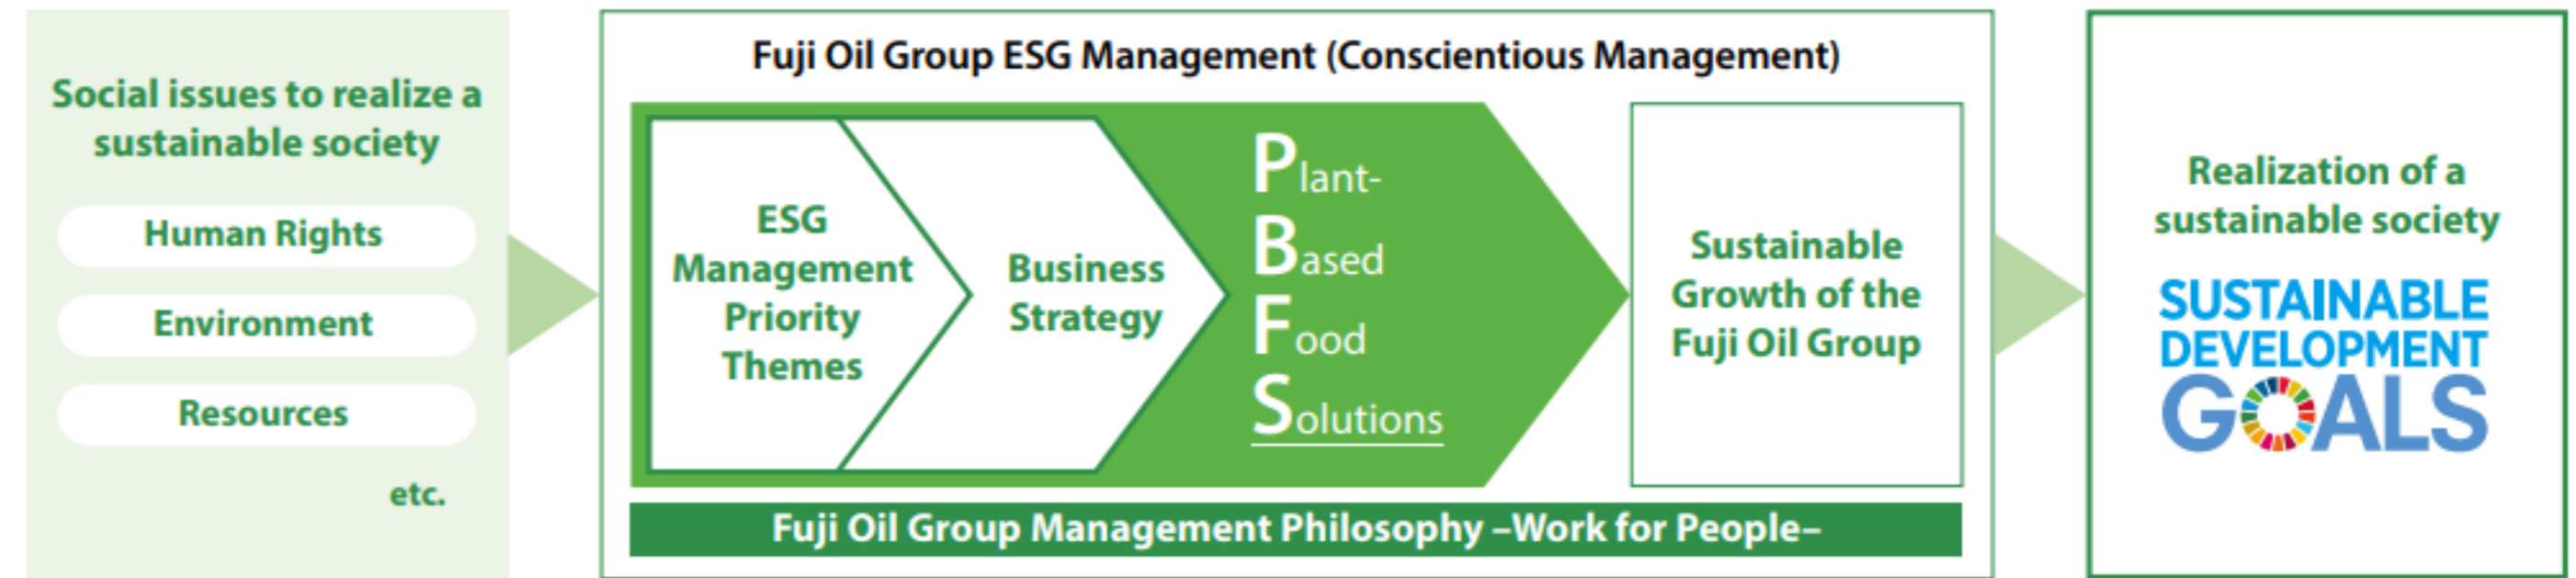 Social issues to realize a
sustainable society
Human Rights
Environment
Resources
etc.
Fuji Oil Group ESG Management (Conscientious Management)
ESG
Management
Priority
Themes
Business
Strategy
Plant-
Based
Food
Solutions
Sustainable
Growth of the
Fuji Oil Group
Fuji Oil Group Management Philosophy –Work for People–
Realization of a
sustainable society
SUSTAINABLE
DEVELOPMENT
GOALS